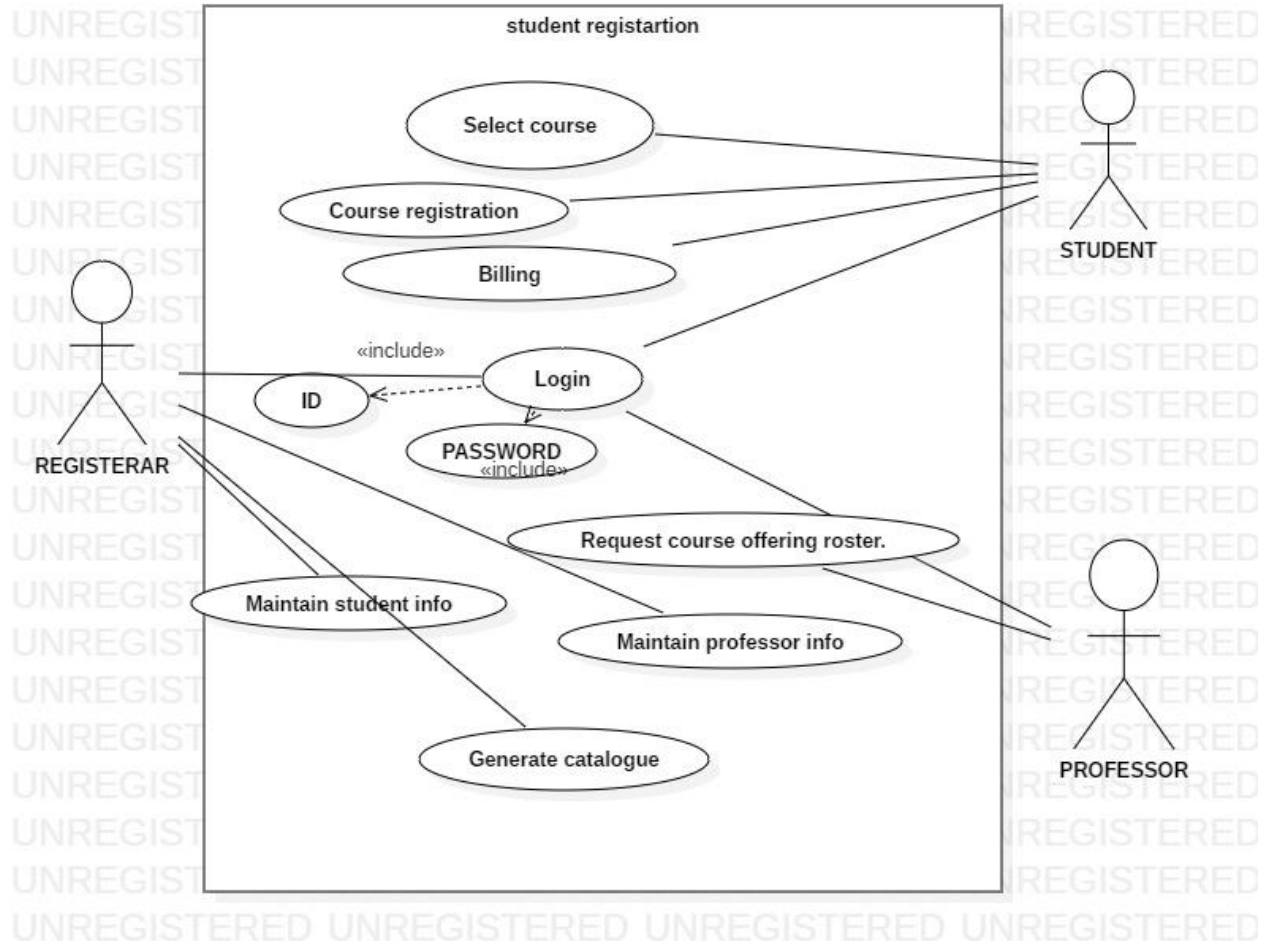 student registartion
Select course
Course registration
Billing
STUDENT
«include»
Login
ID
PASSWORD
«include»
REGISTERAR
Request course offering roster.
Maintain student info
Maintain professor info
Generate catalogue
PROFESSOR
UNREGISTERED UNREGISTERED UNREGISTERED UNREGISTERED